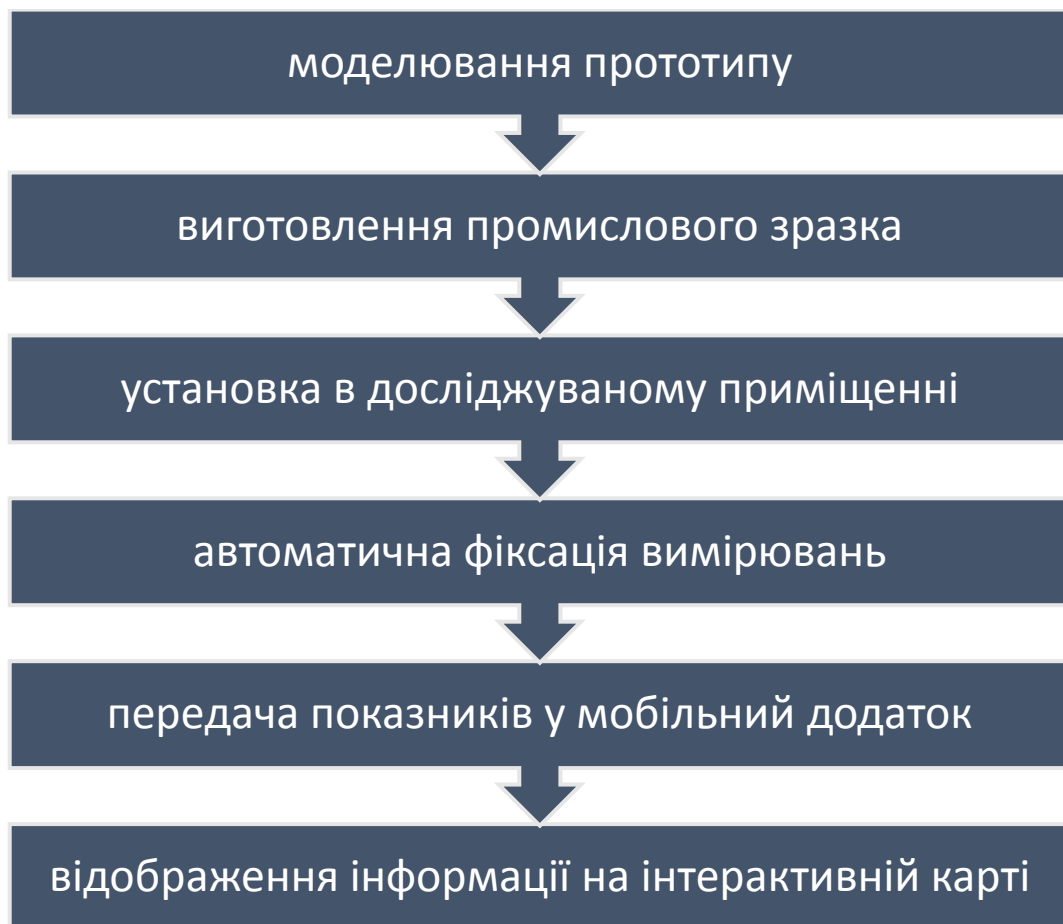 моделювання прототипу
виготовлення промислового зразка
установка в досліджуваному приміщенні
автоматична фіксація вимірювань
передача показників у мобільний додаток
відображення інформації на інтерактивній карті